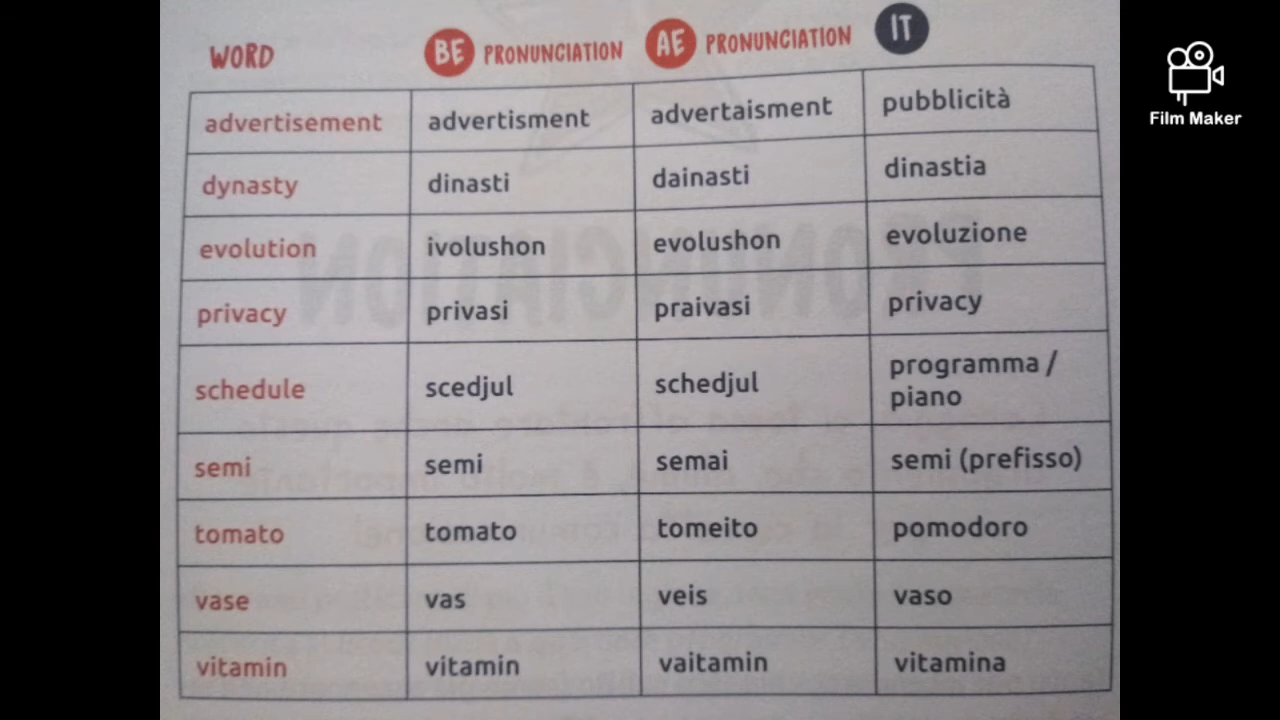 WORD BE PRONUNCIATION AE PRONUNCIATION IT
advertisement advertisment advertaisment pubblicità
dynasty dinasti dainasti dinastia
evolution ivolushon evolushon evoluzione
privacy privasi praivasi privacy
schedule scedjul schedjul programma /
piano
semi semi semai semi (prefisso)
tomato tomato tomeito pomodoro
vase vas veis vaso
vitamin vitamin vaitamin vitamina
Film Maker